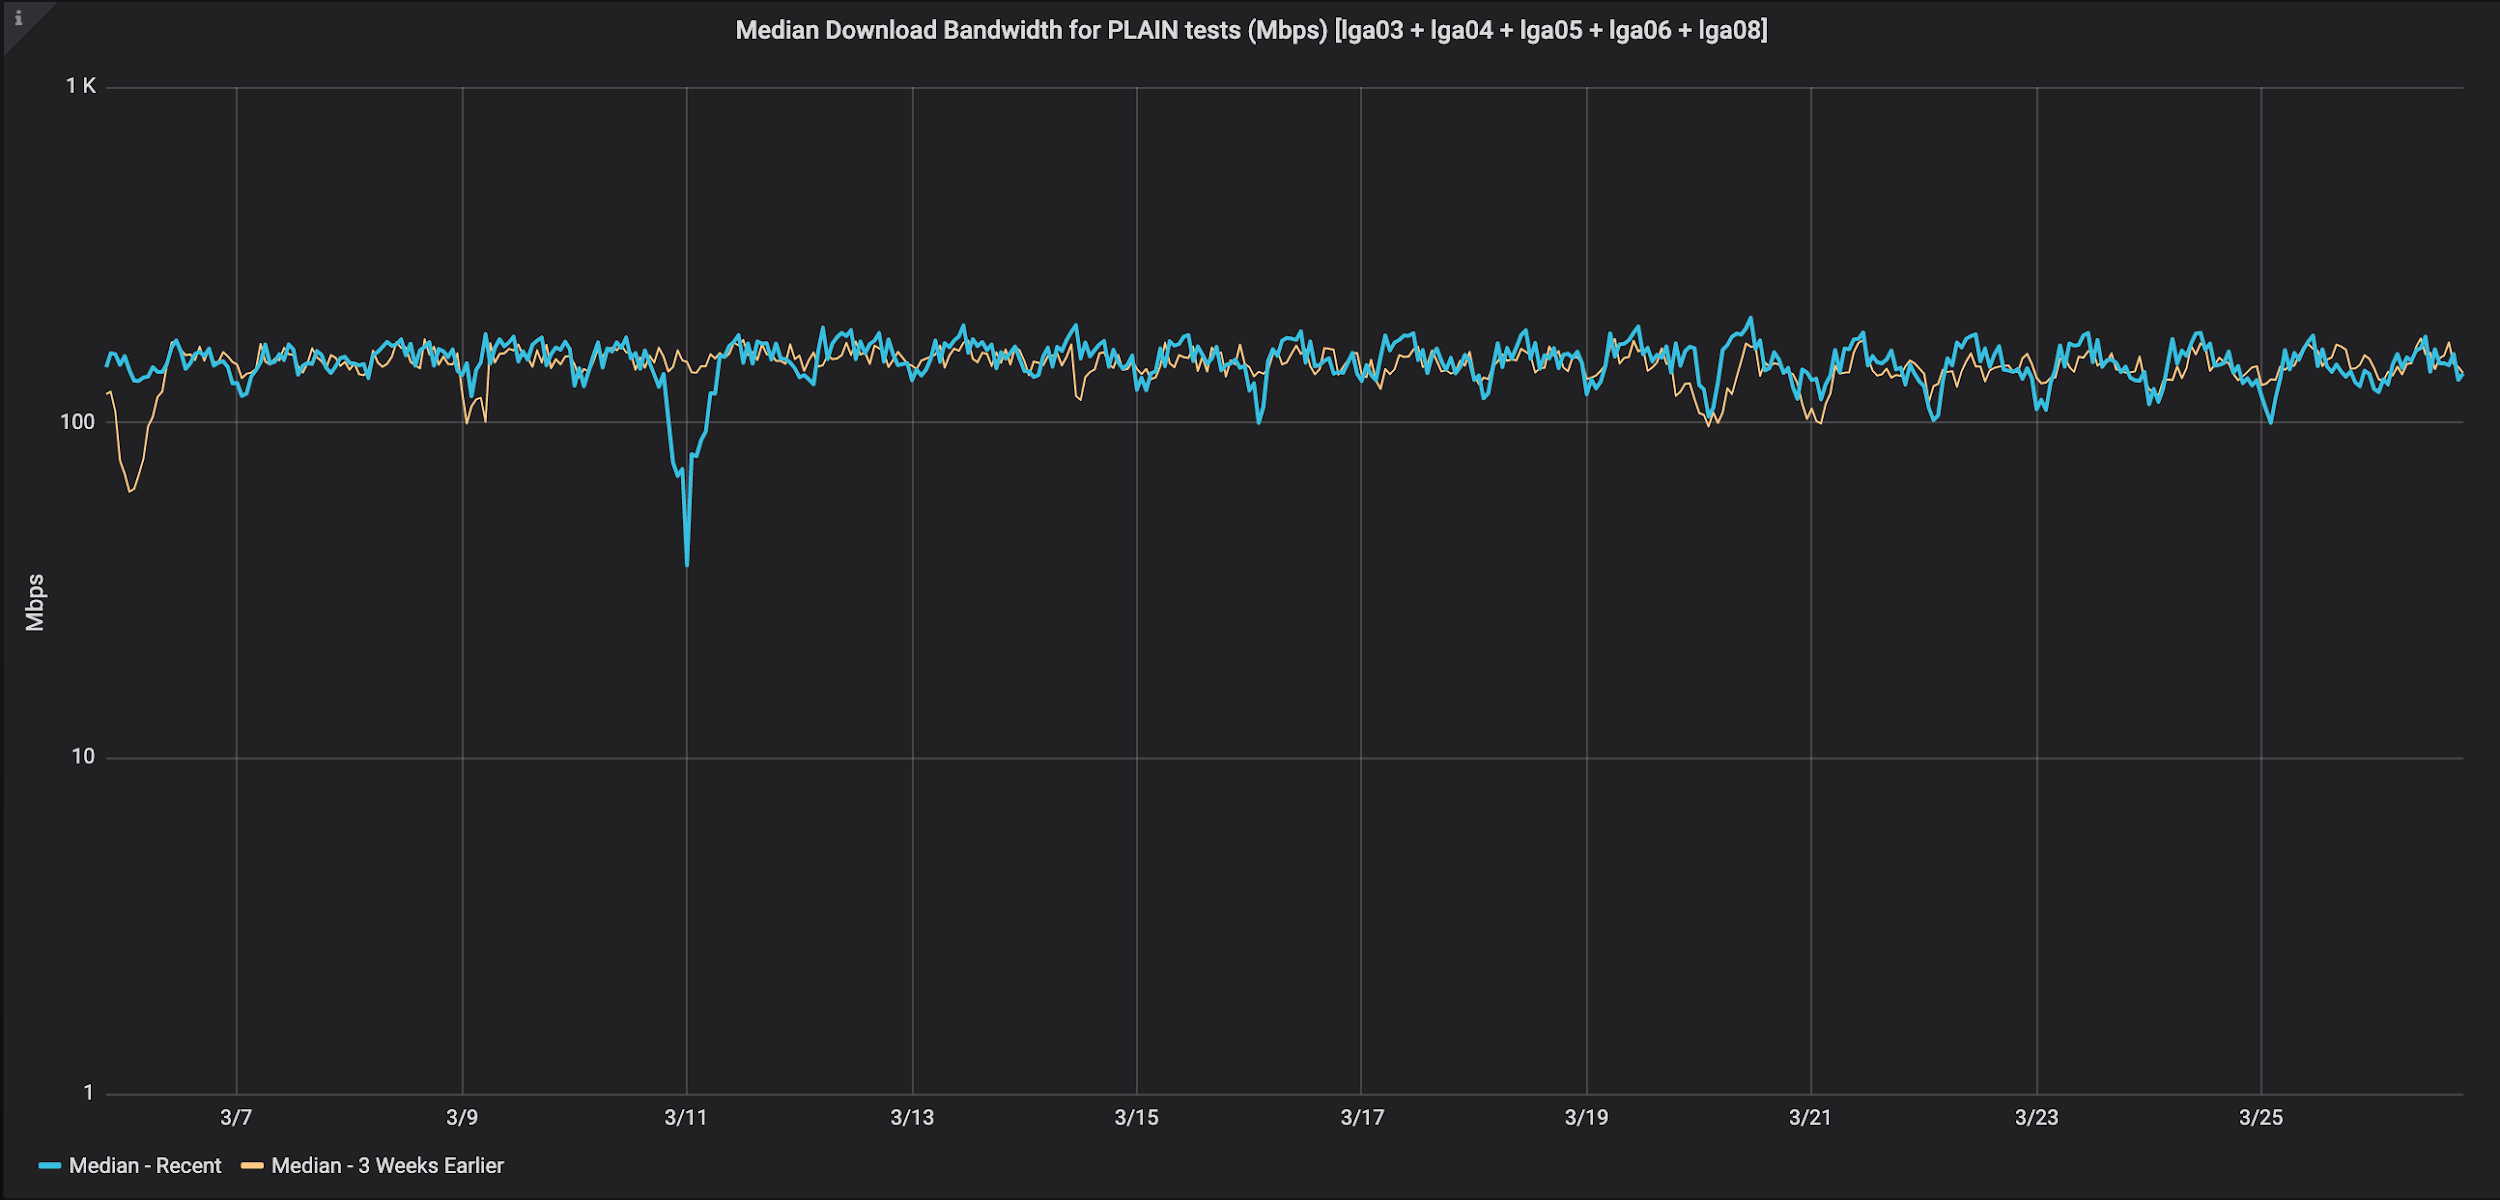 i
Median Download Bandwidth for PLAIN tests (Mbps) [lga03 + lga04 + lga05 + lga06 + lga08]
1 K
100
10
1
Mbps
3/7 3/9 3/11 3/13 3/15 3/17 3/19 3/21 3/23 3/25
Median - Recent Median - 3 Weeks Earlier